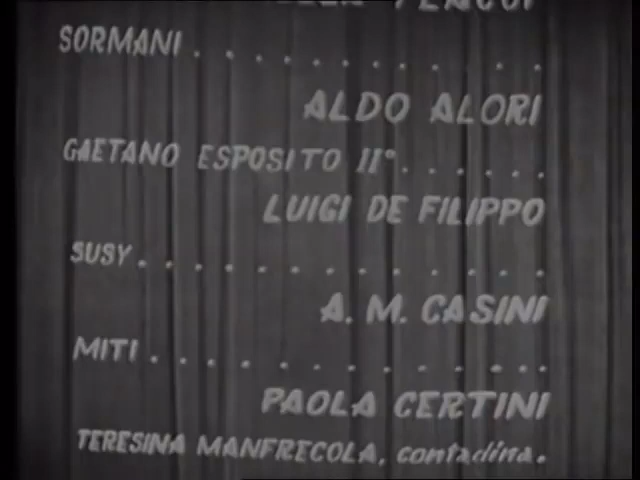 SORMANI . . . . . . . . . .
ALDO ALORI
GAETANO ESPOSITO II° . . . . . .
LUIGI DE FILIPPO
SUSY . . . . . . . . . . . . .
A. M. CASINI
MITI . . . . . . . . . . . .
PAOLA CERTINI
TERESINA MANFRECOLA, contadina.